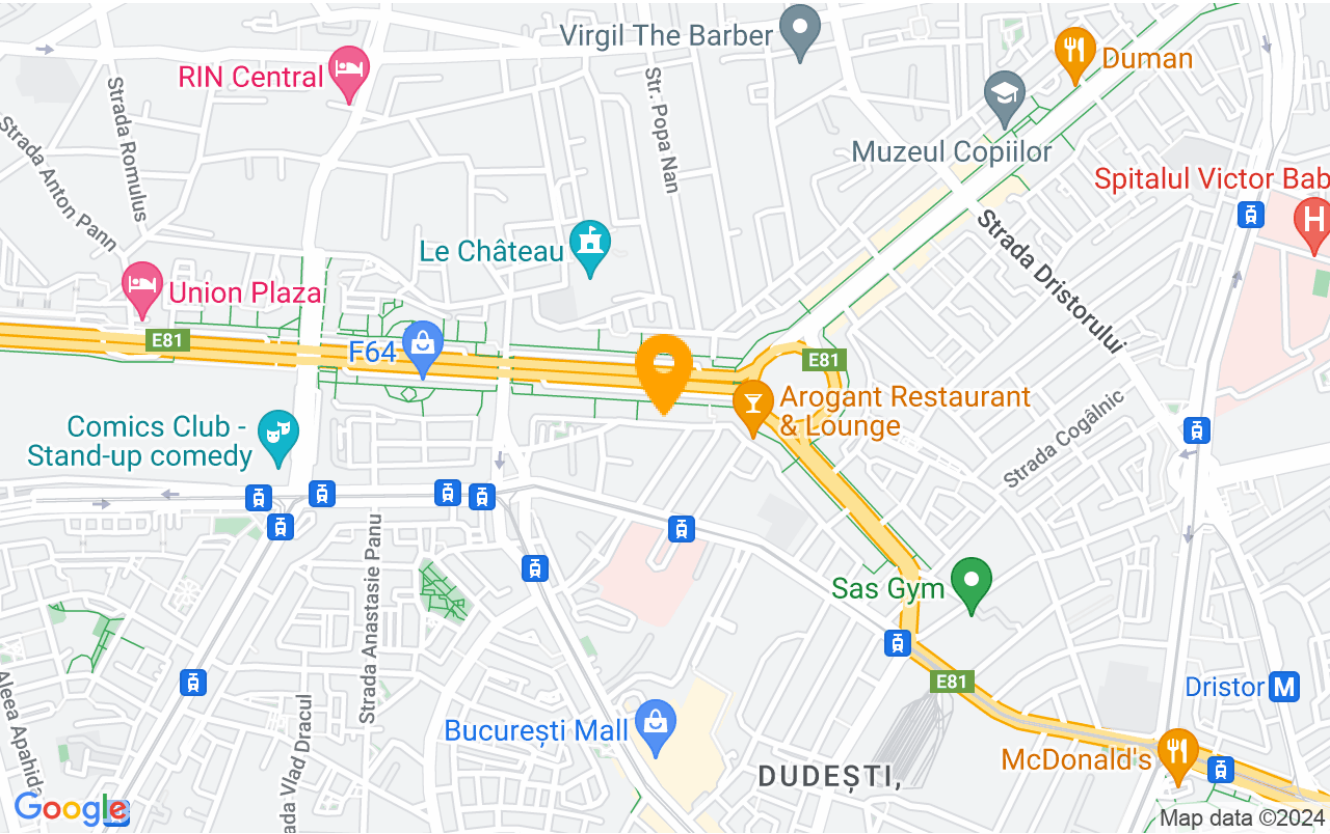 Virgil The Barber
Duman
RIN Central
Strada Romulus
Str. Popa Nan
Strada Anton Pann
Muzeul Copiilor
Spitalul Victor Bab
H
Strada Dristorului
Le Château
Union Plaza
E81
F64
E81
Arogant Restaurant
& Lounge
Strada Cogâlnic
Comics Club -
Stand-up comedy
Strada Anastasie Panu
Sas Gym
E81
Dristor M
Aleea Apahida
ada Vlad Dracul
București Mall
McDonald's
DUDEȘTI,
Google
Map data ©2024